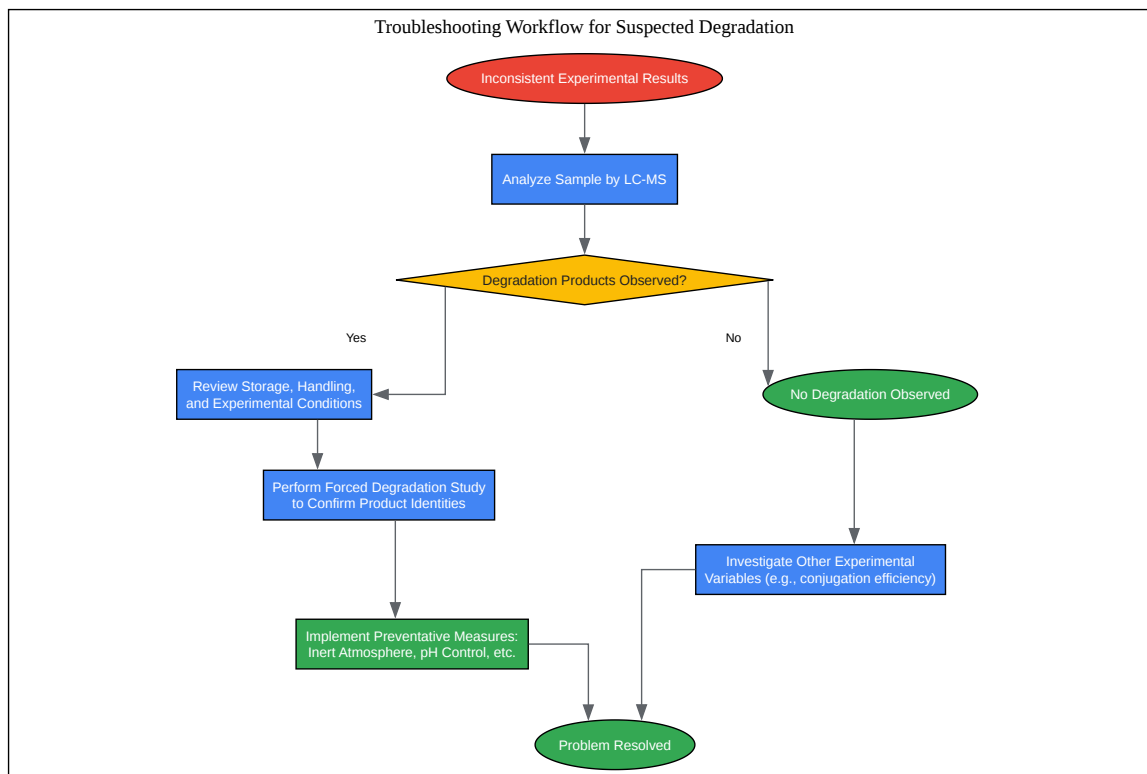 Troubleshooting Workflow for Suspected Degradation
Inconsistent Experimental Results
Analyze Sample by LC-MS
Degradation Products Observed?
Yes
No
Review Storage, Handling,
and Experimental Conditions
No Degradation Observed
Perform Forced Degradation Study
to Confirm Product Identities
Investigate Other Experimental
Variables (e.g., conjugation efficiency)
Implement Preventative Measures:
Inert Atmosphere, pH Control, etc.
Problem Resolved